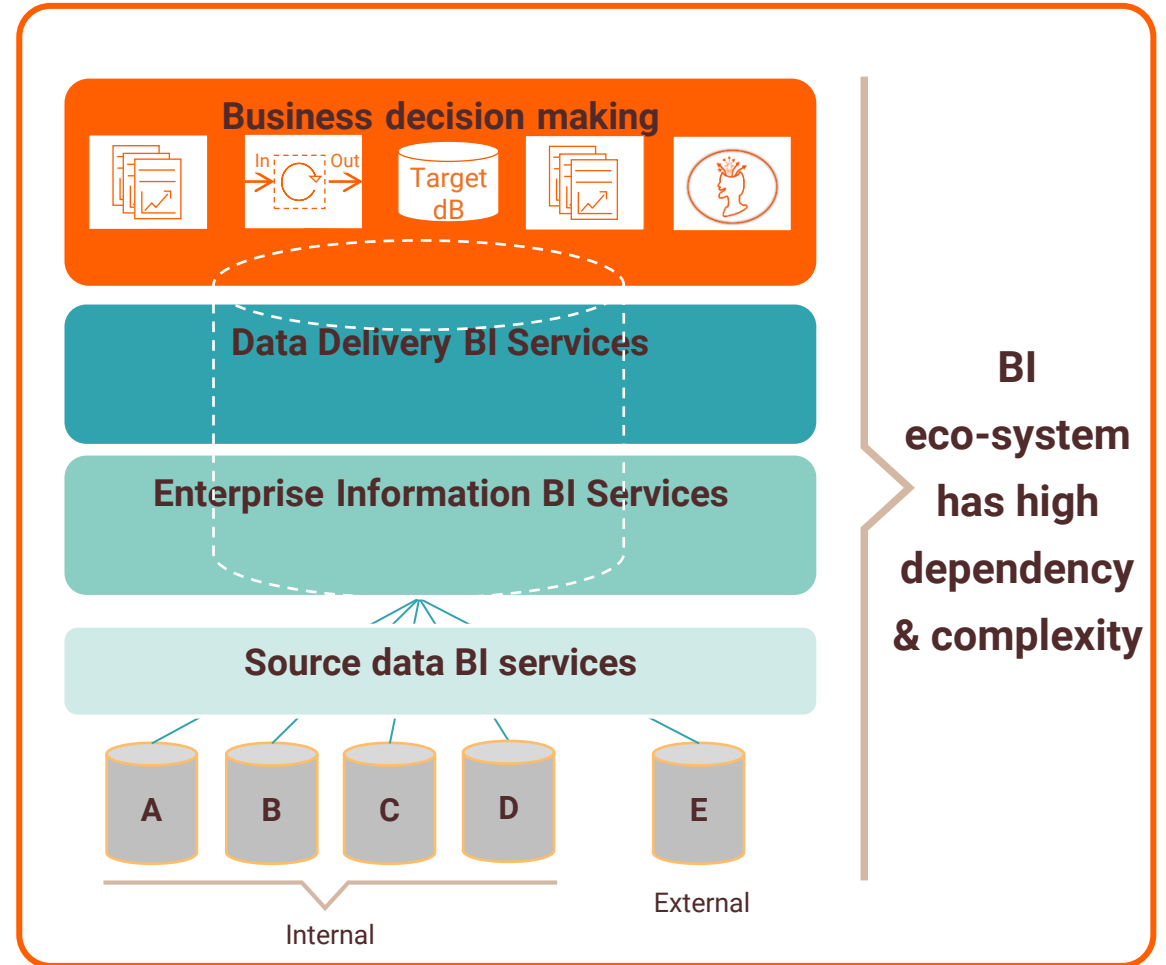 Business decision making
In
Out
Target
dB
Data Delivery BI Services
Enterprise Information BI Services
Source data BI services
A
B
C
D
E
Internal
External
BI
eco-system
has high
dependency
& complexity